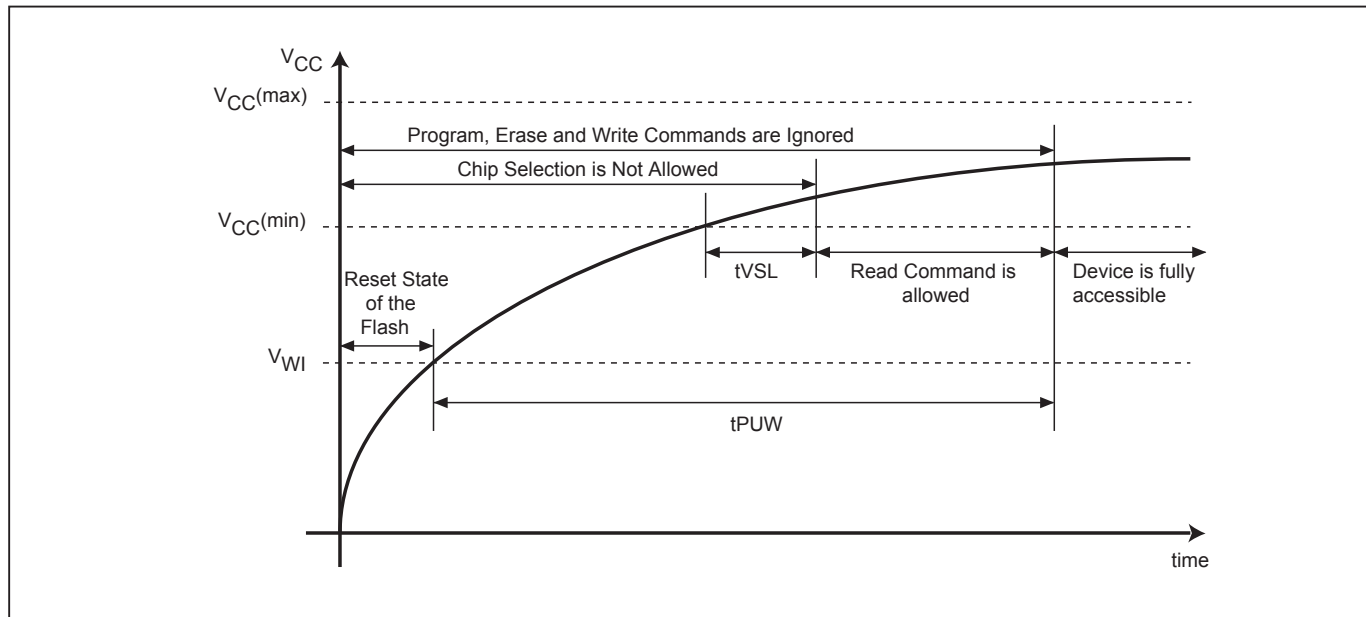 VCC
VCC(max)
Program, Erase and Write Commands are Ignored
Chip Selection is Not Allowed
VCC(min)
tVSL
Read Command is
allowed
Device is fully
accessible
Reset State
of the
Flash
VWI
tPUW
time